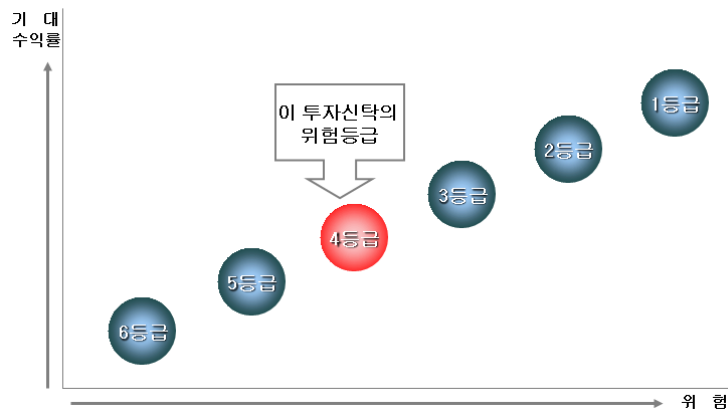 기 대
수익률
이 투자신탁의
위험등급
1등급
2등급
3등급
4등급
5등급
6등급
위 험